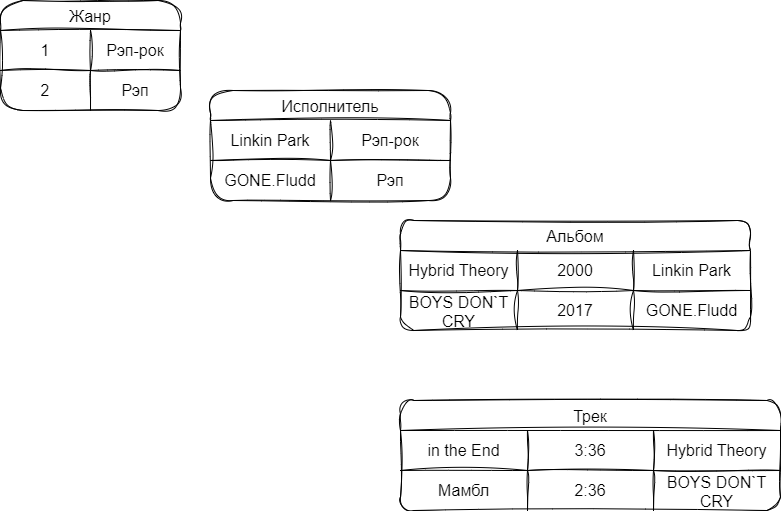 Жанр
1 Рэп-рок
2 Рэп
Исполнитель
Linkin Park Рэп-рок
GONE.Fludd Рэп
Альбом
Hybrid Theory 2000 Linkin Park
BOYS DON`T
CRY 2017 GONE.Fludd
Трек
in the End 3:36 Hybrid Theory
Мамбл 2:36 BOYS DON`T
CRY